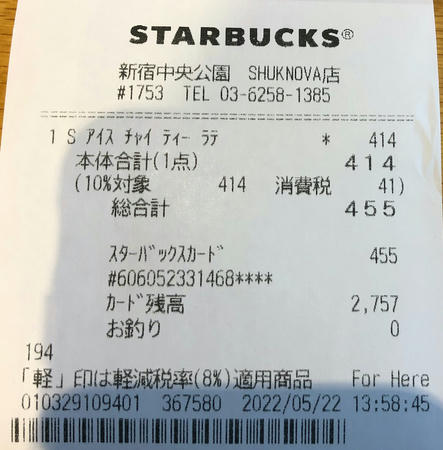 STARBUCKS®
新宿中央公園 SHUKNOVA店
#1753 TEL 03-6258-1385
1 S ｱｲｽ ﾁｬｲ ﾃｨｰ ﾗﾃ * 414
本体合計(1点) 414
(10%対象 414 消費税 41)
総合計 455
ｽﾀｰﾊﾞｯｸｽｶｰﾄﾞ 455
#606052331468****
ｶｰﾄﾞ残高 2,757
お釣り 0
194
「軽」印は軽減税率(8%)適用商品 For Here
010329109401 367580 2022/05/22 13:58:45